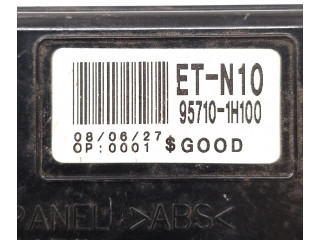 ET-N10
95710-1H100
08/06/27
OP:0001 $GOOD
PANEL >ABS<